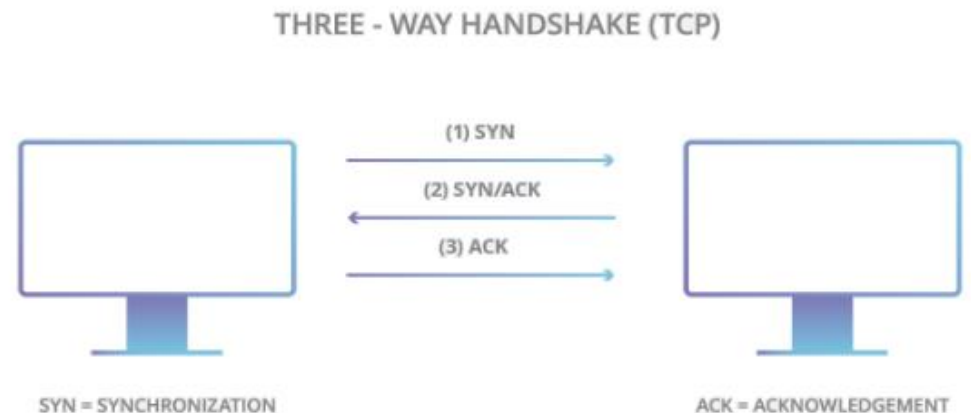 THREE - WAY HANDSHAKE (TCP)
(1) SYN
(2) SYN/ACK
(3) ACK
SYN = SYNCHRONIZATION
ACK = ACKNOWLEDGEMENT